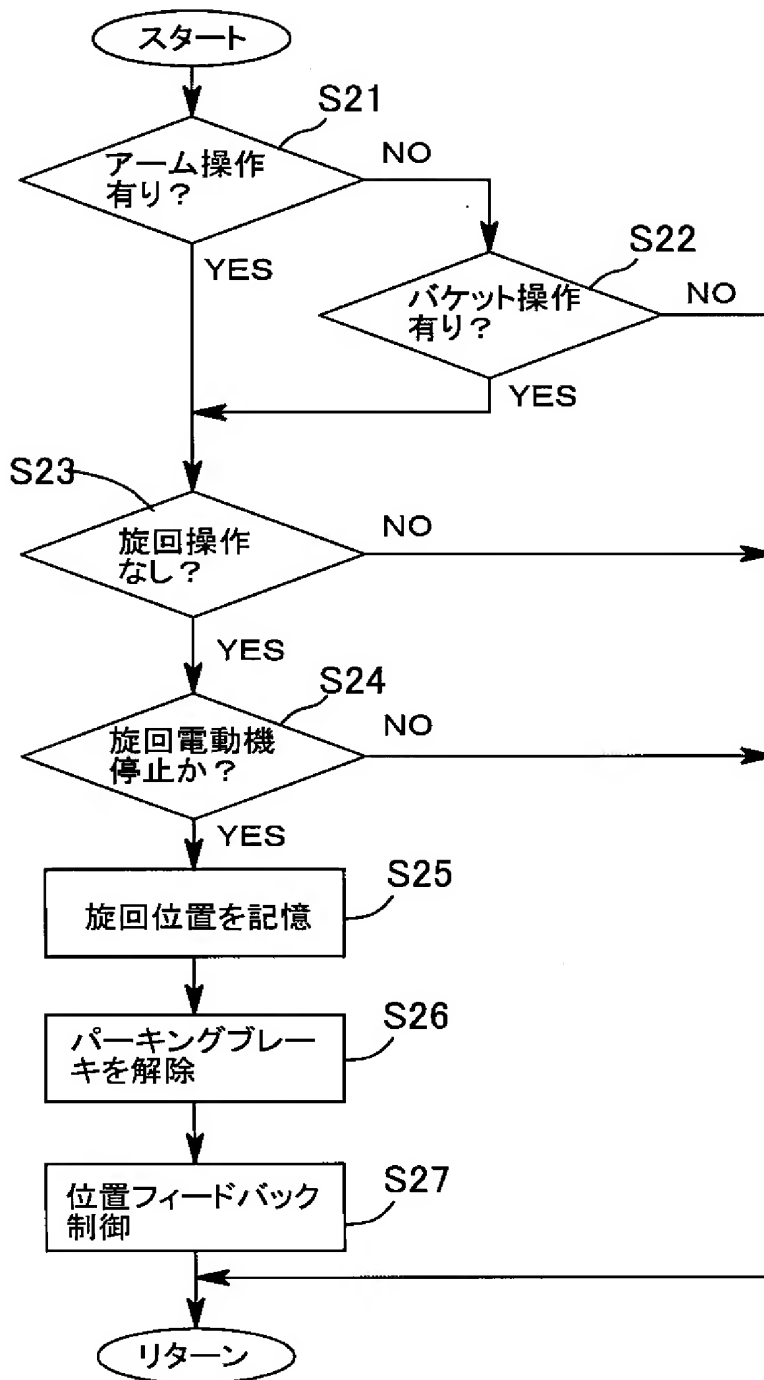 スタート
S21
アーム操作
有り?
NO
YES
S22
バケット操作
有り?
NO
YES
S23
旋回操作
なし?
NO
YES
S24
旋回電動機
停止か?
NO
YES
S25
旋回位置を記憶
S26
パーキングブレー
キを解除
S27
位置フィードバック
制御
リターン